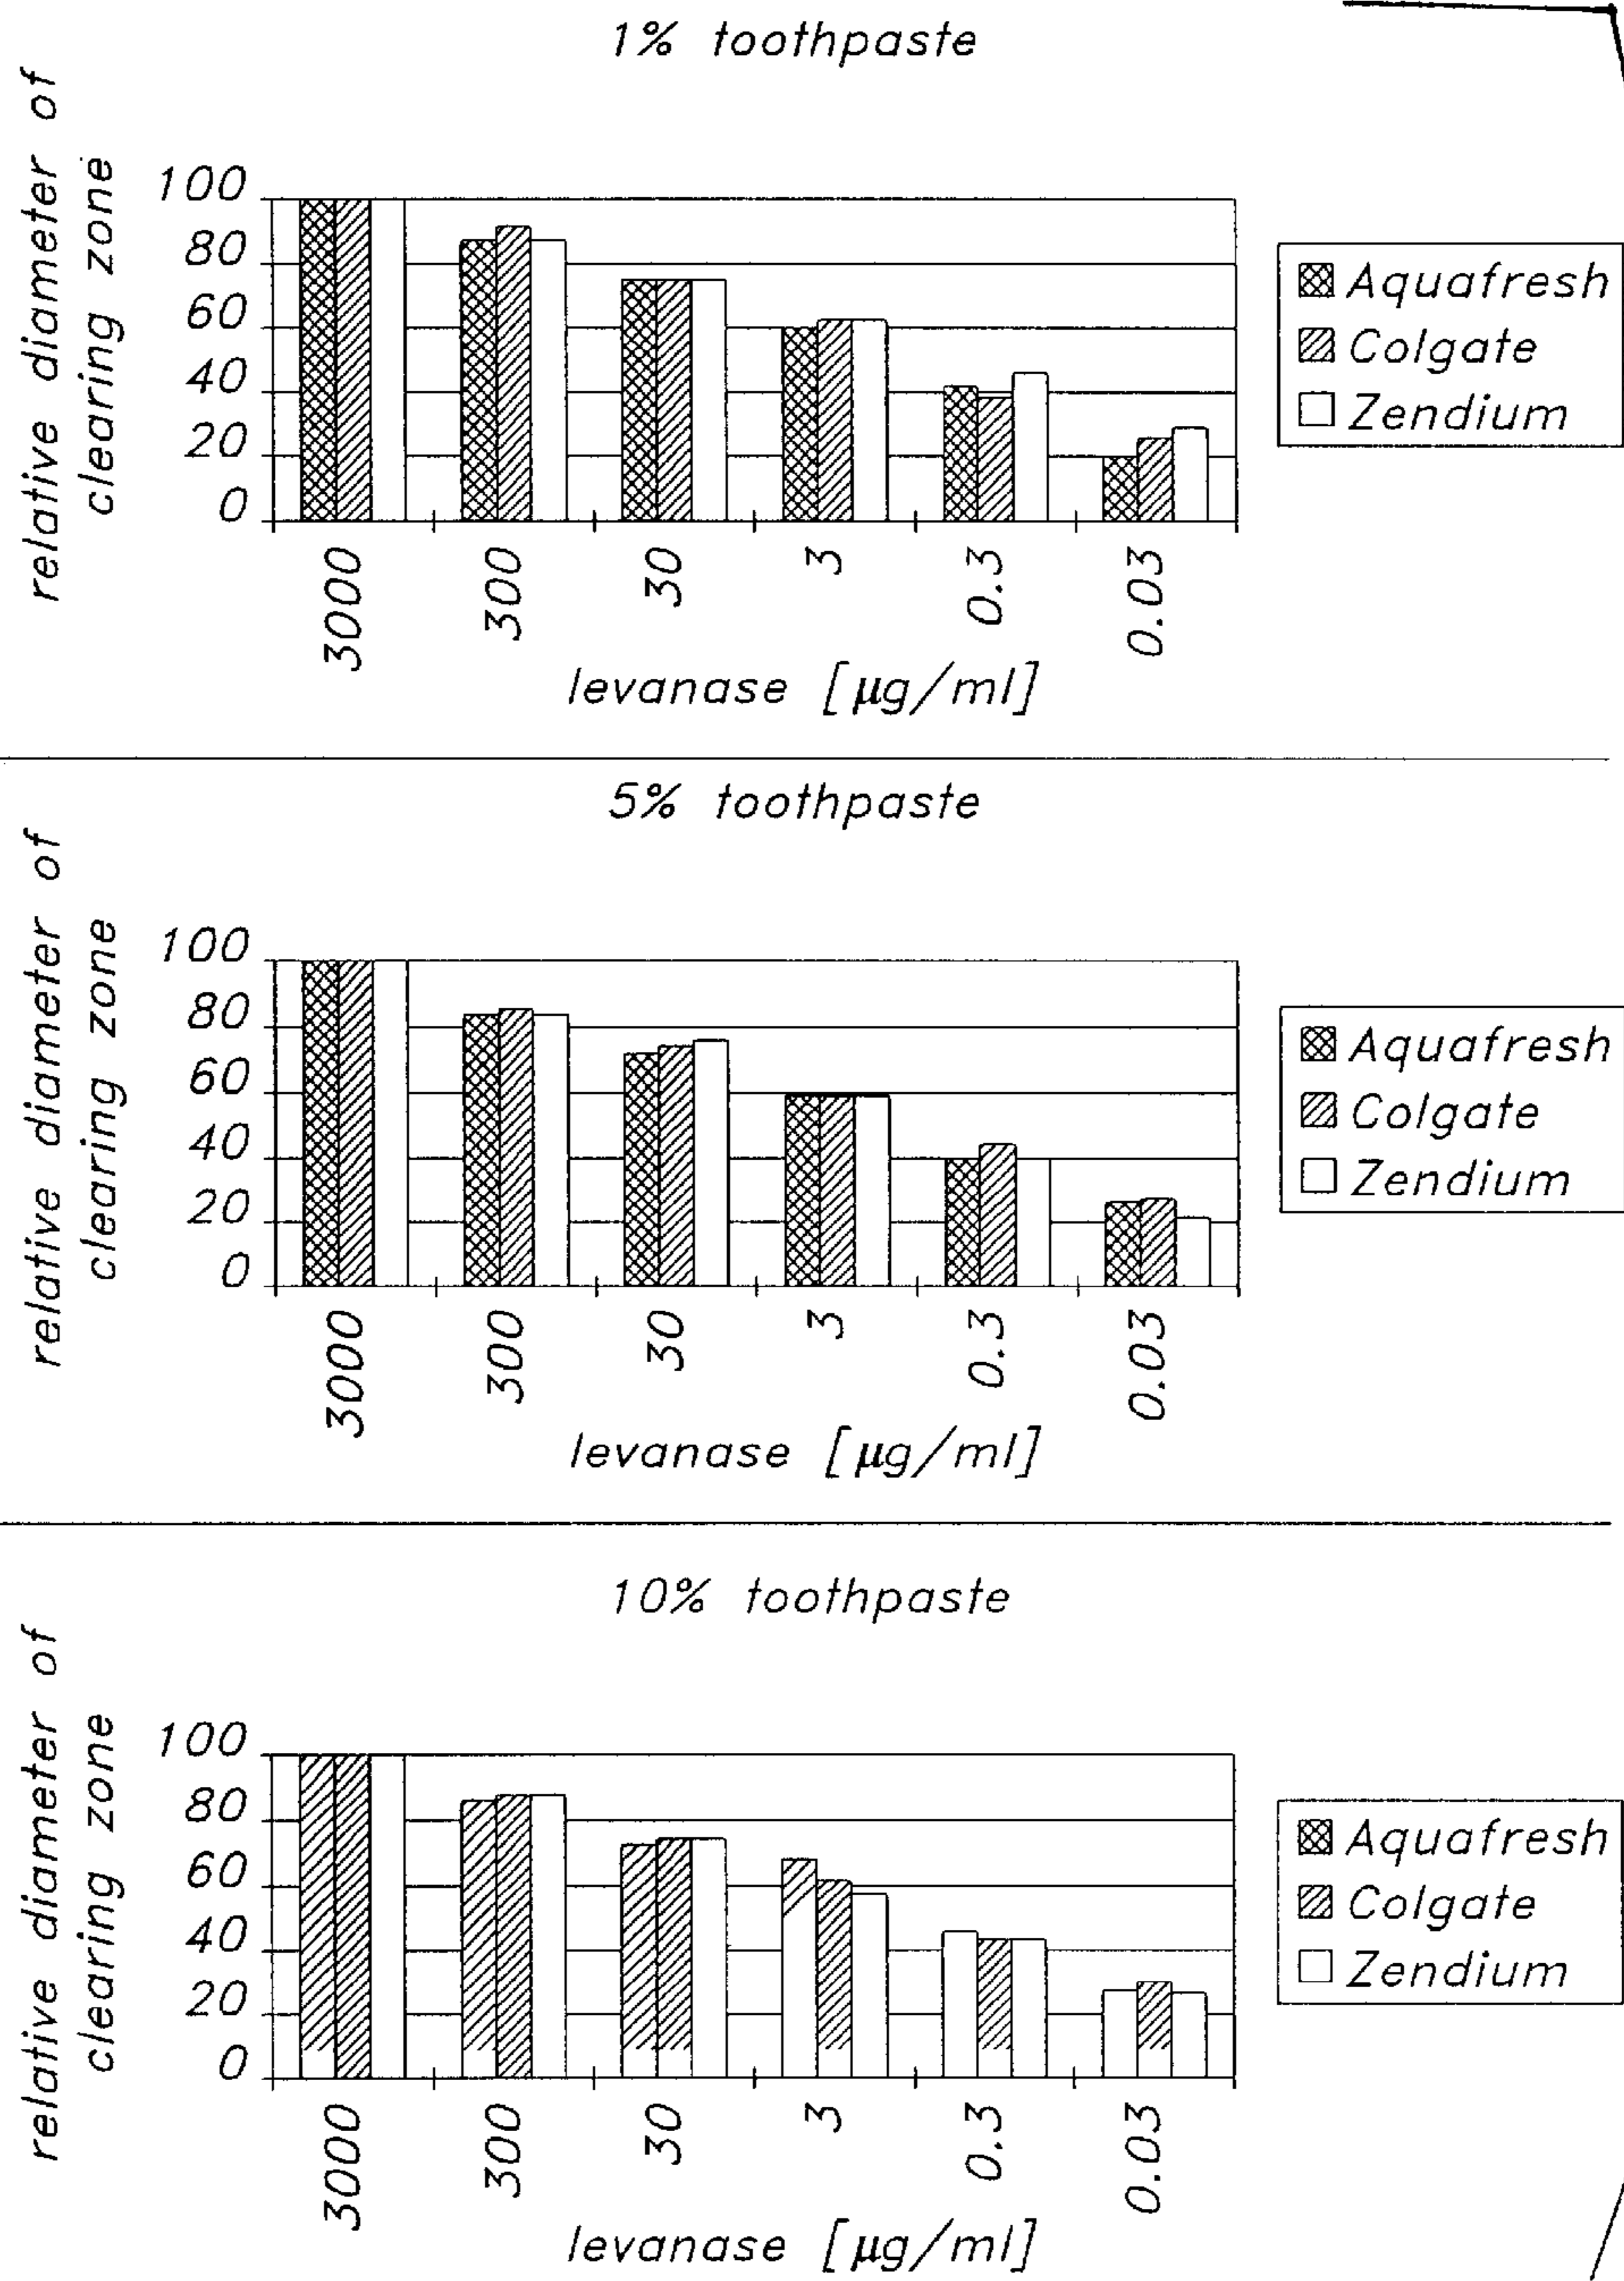 1% toothpaste
relative diameter of
clearing zone
100
80
60
40
20
0
3000 300 30 3 0.3 0.03
levanase [μg/ml]
Aquafresh
Colgate
Zendium
5% toothpaste
relative diameter of
clearing zone
100
80
60
40
20
0
3000 300 30 3 0.3 0.03
levanase [μg/ml]
Aquafresh
Colgate
Zendium
10% toothpaste
relative diameter of
clearing zone
100
80
60
40
20
0
3000 300 30 3 0.3 0.03
levanase [μg/ml]
Aquafresh
Colgate
Zendium